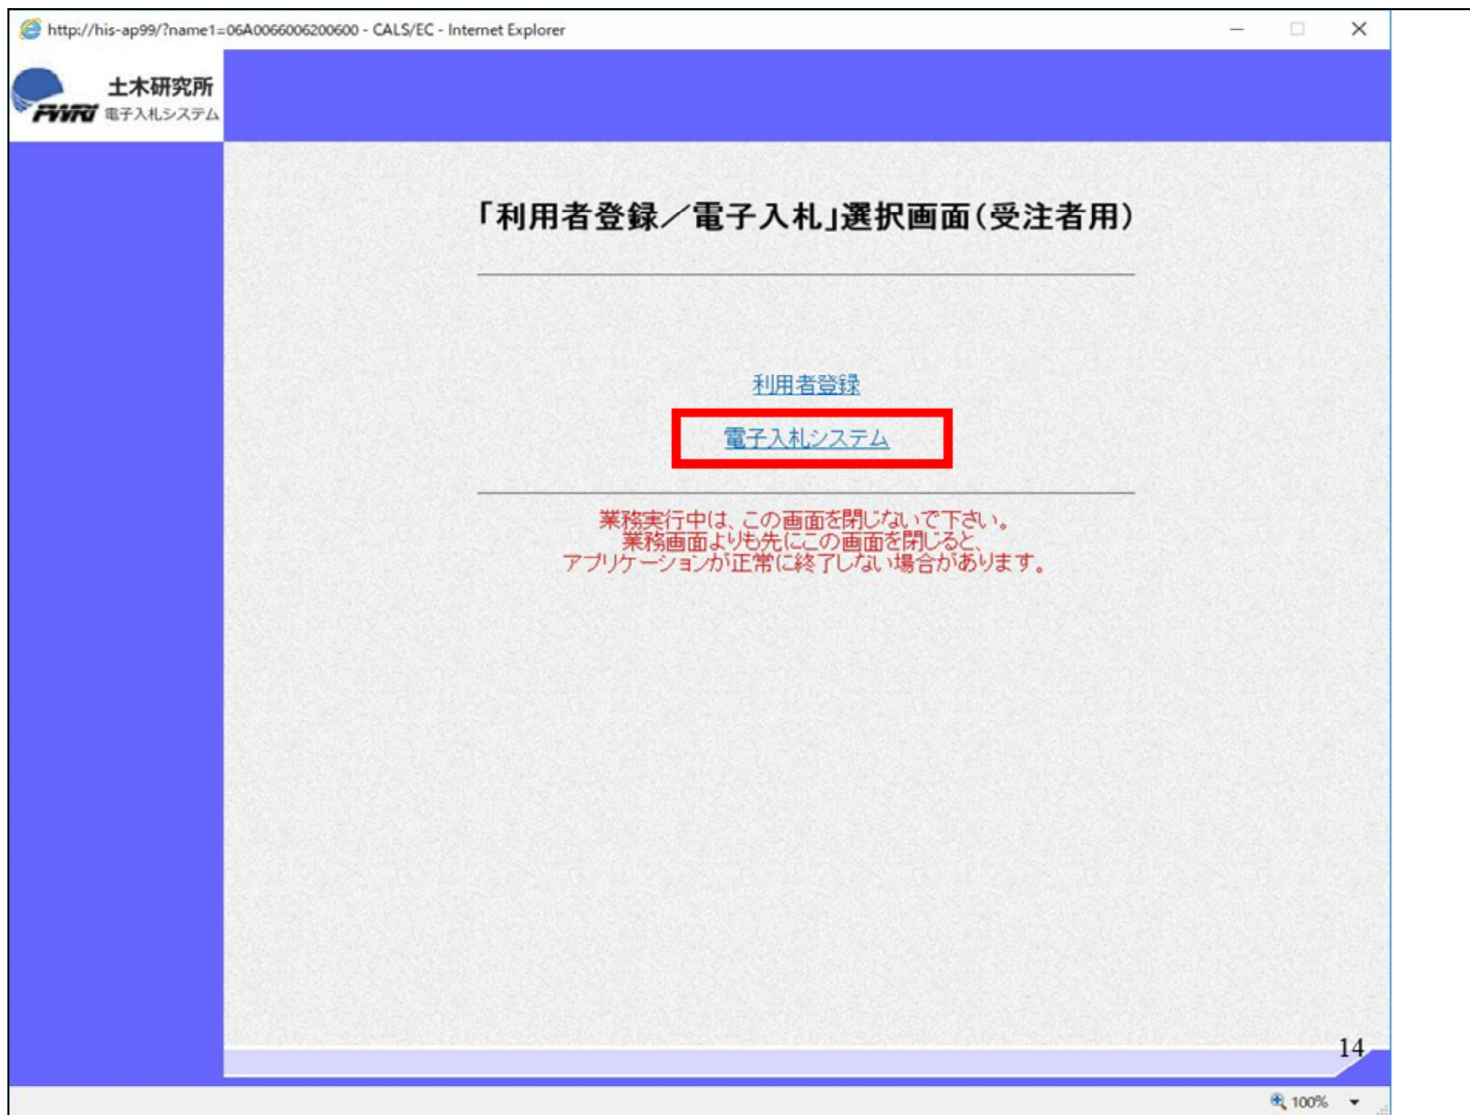 http://his-ap99/?name1=06A0066006200600 - CALS/EC - Internet Explorer
土木研究所
PWRI 電子入札システム
「利用者登録／電子入札」選択画面（受注者用）
利用者登録
電子入札システム
業務実行中は、この画面を閉じないで下さい。
業務画面よりも先にこの画面を閉じると、
アプリケーションが正常に終了しない場合があります。
14
100%